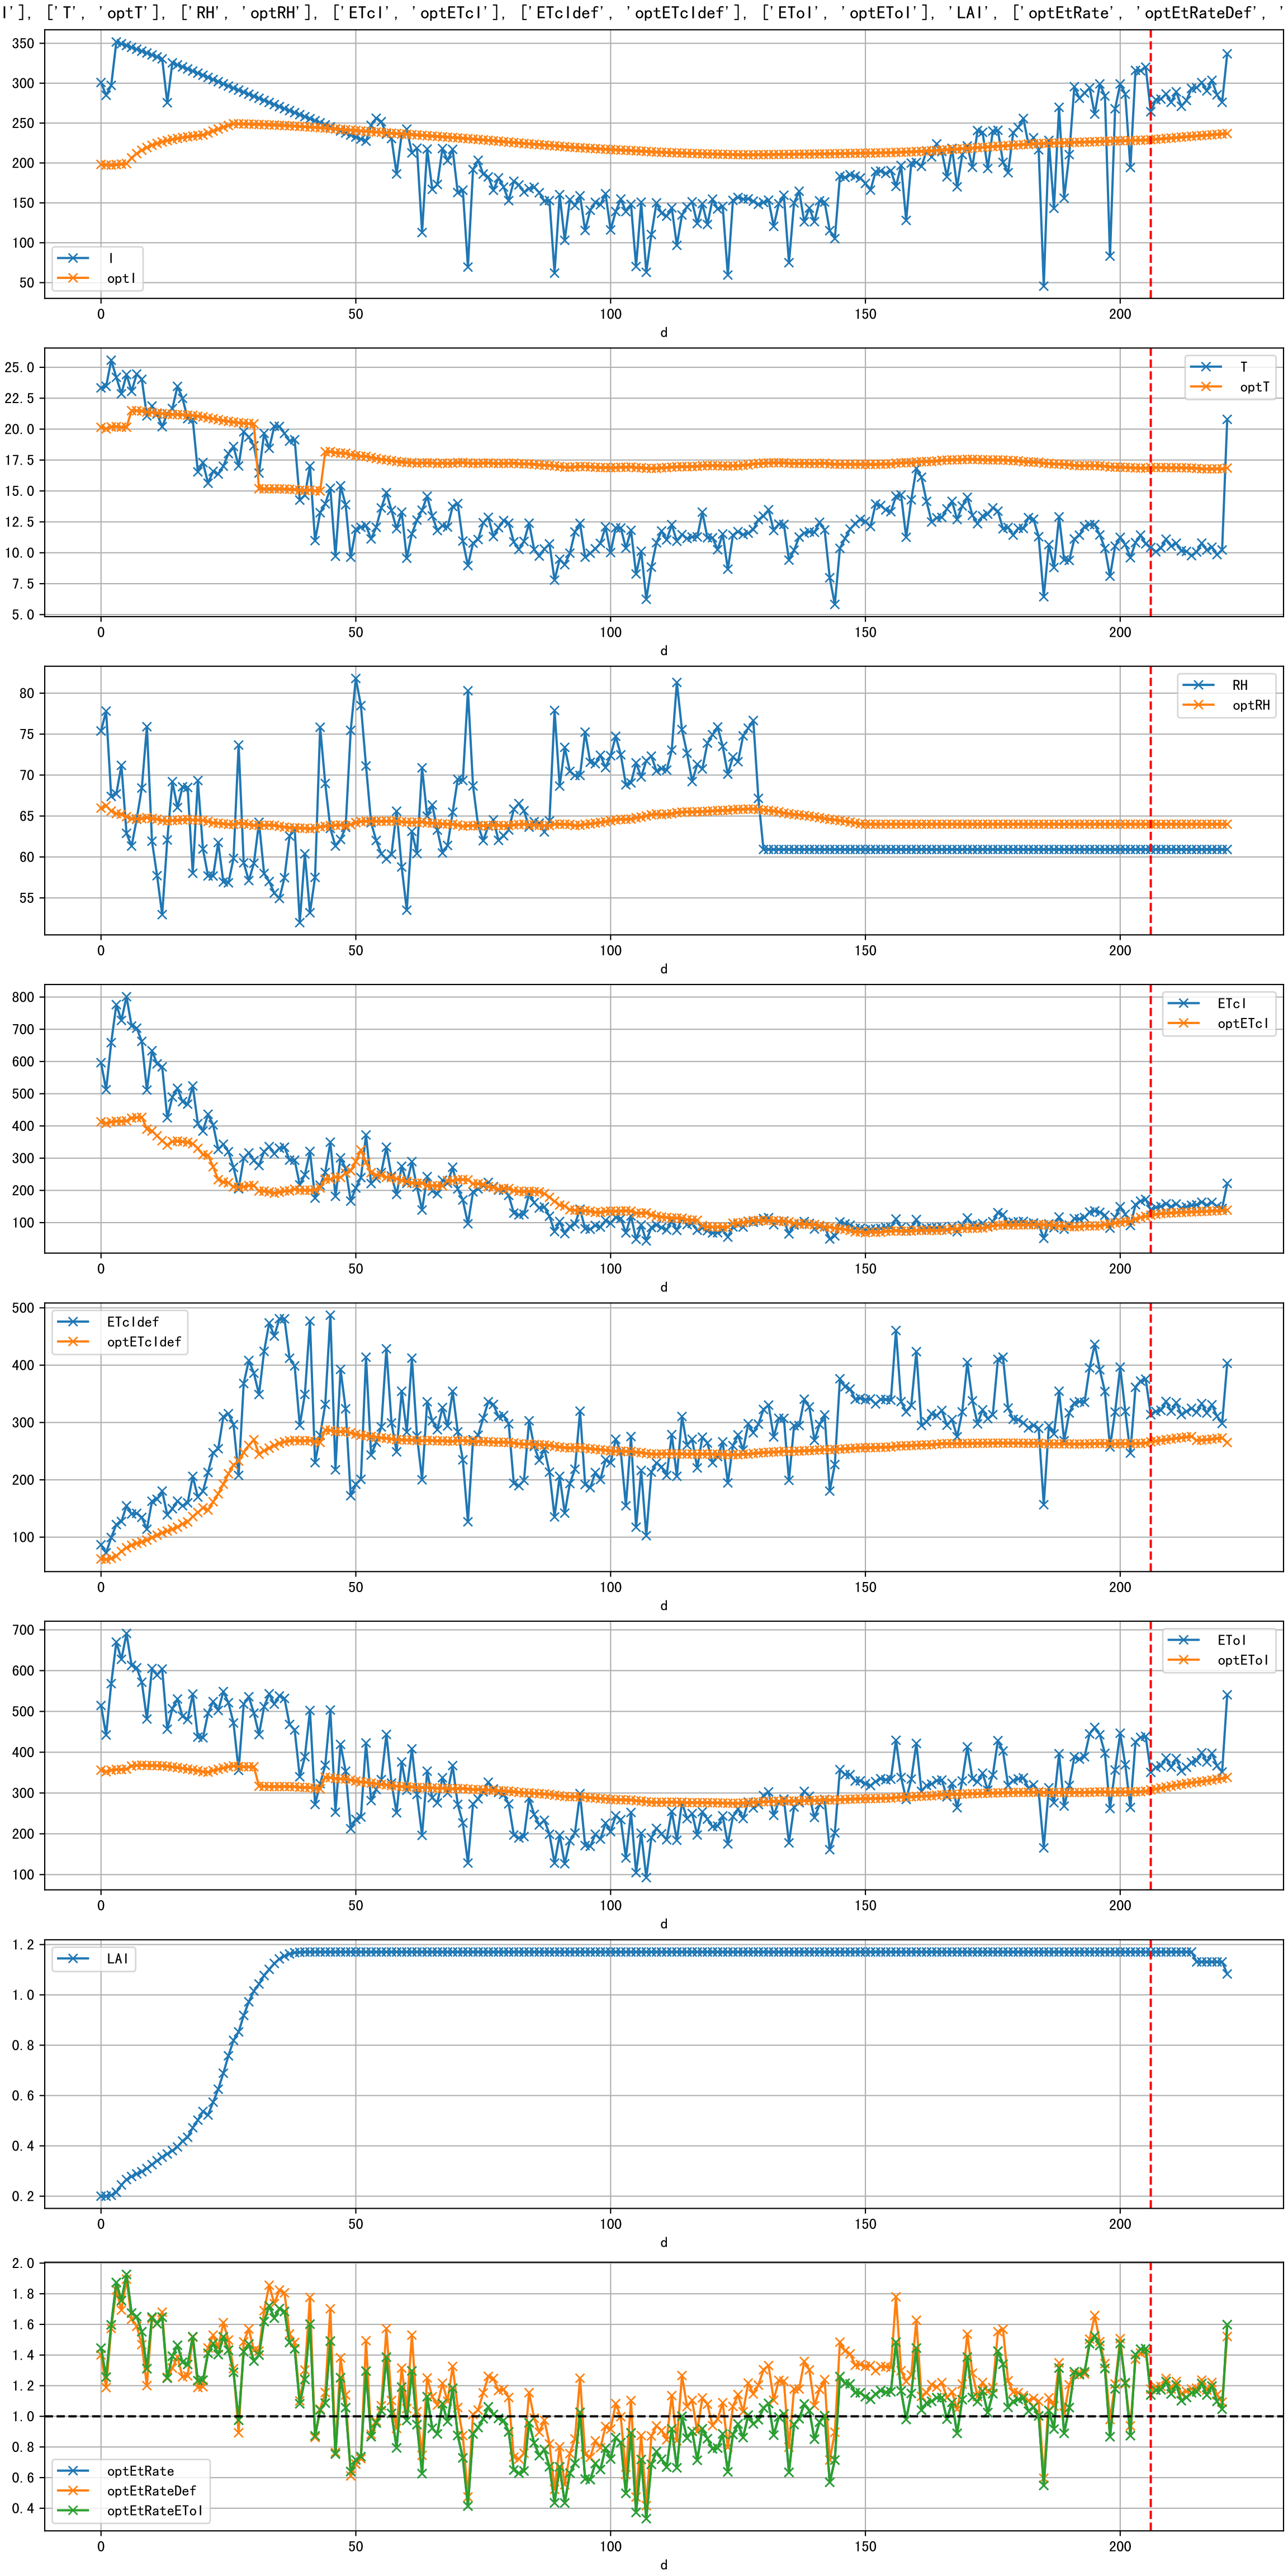 I'], ['T', 'optT'], ['RH', 'optRH'], ['ETcI', 'optETcI'], ['ETcIdef', 'optETcIdef'], ['EToI', 'optEToI'], 'LAI', ['optEtRate', 'optEtRateDef', '
350
300
250
200
150
100
50
I
optI
0 50 100 150 200
d
25.0
22.5
20.0
17.5
15.0
12.5
10.0
7.5
5.0
T
optT
0 50 100 150 200
d
80
75
70
65
60
55
RH
optRH
0 50 100 150 200
d
800
700
600
500
400
300
200
100
ETcI
optETcI
0 50 100 150 200
d
500
400
300
200
100
ETcIdef
optETcIdef
0 50 100 150 200
d
700
600
500
400
300
200
100
EToI
optEToI
0 50 100 150 200
d
1.2
1.0
0.8
0.6
0.4
0.2
LAI
0 50 100 150 200
d
2.0
1.8
1.6
1.4
1.2
1.0
0.8
0.6
0.4
optEtRate
optEtRateDef
optEtRateEToI
0 50 100 150 200
d